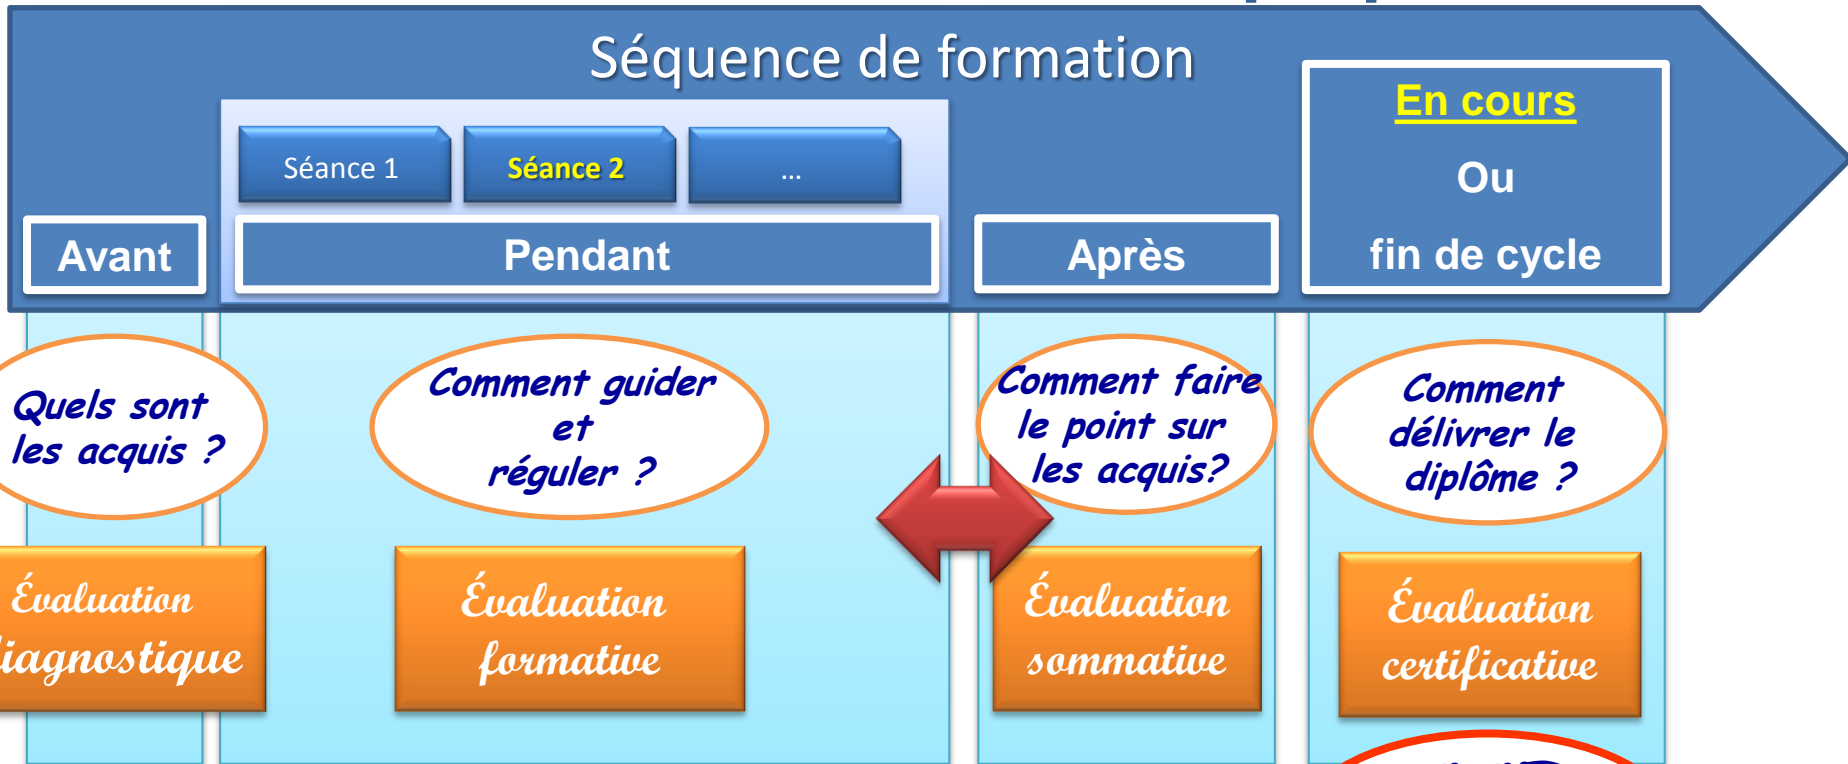 Séquence de formation
En cours
Ou
fin de cycle
Séance 1
Séance 2
...
Avant
Pendant
Après
Quels sont
les acquis ?
Comment guider
et
réguler ?
Comment faire
le point sur
les acquis?
Comment
délivrer le
diplôme ?
Évaluation
diagnostique
Évaluation
formative
Évaluation
sommative
Évaluation
certificative